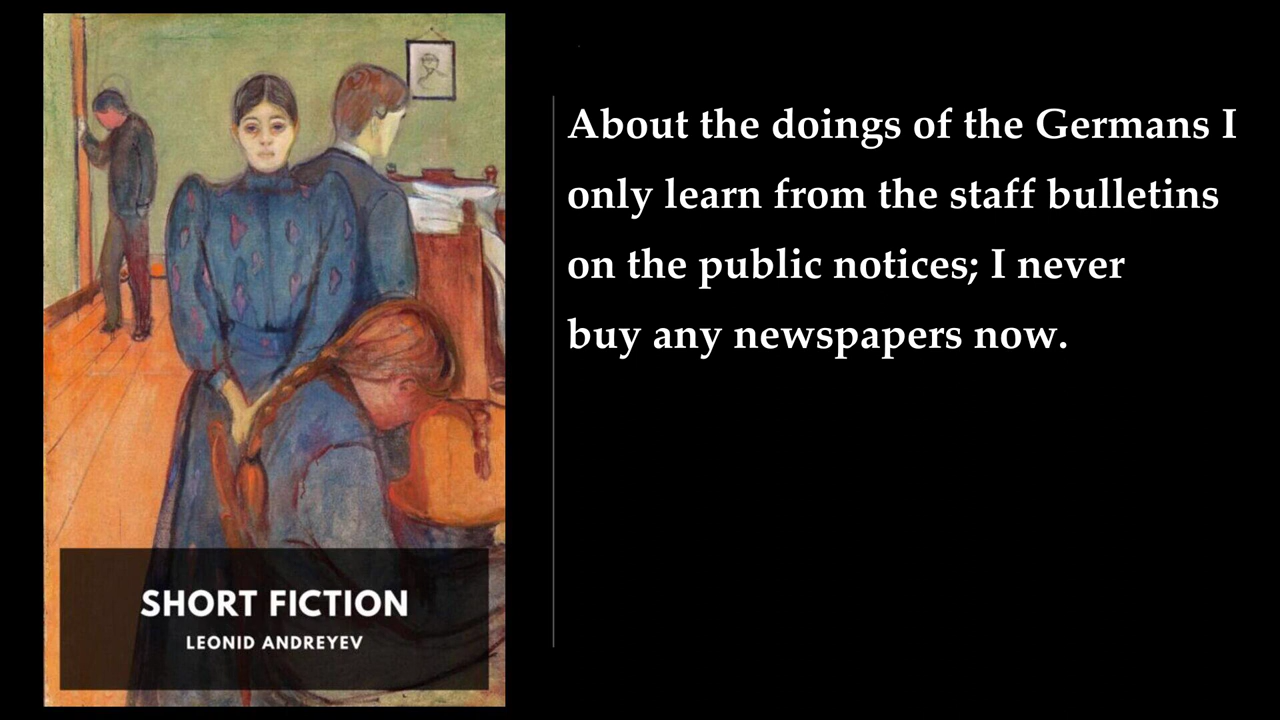 About the doings of the Germans I
only learn from the staff bulletins
on the public notices; I never
buy any newspapers now.
SHORT FICTION
LEONID ANDREYEV